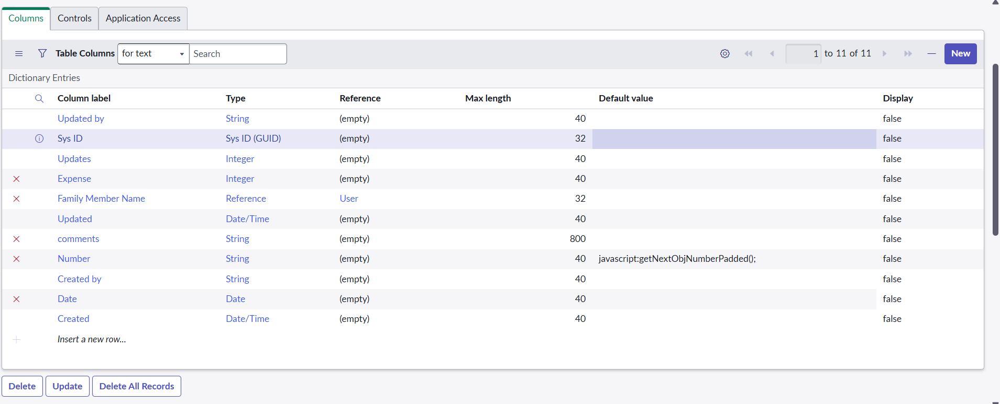 Columns Controls Application Access
Table Columns for text Search 1 to 11 of 11 New
Dictionary Entries
Column label Type Reference Max length Default value Display
Updated by String (empty) 40 false
Sys ID Sys ID (GUID) (empty) 32 false
Updates Integer (empty) 40 false
Expense Integer (empty) 40 false
Family Member Name Reference User 32 false
Updated Date/Time (empty) 40 false
comments String (empty) 800 false
Number String (empty) 40 javascript:getNextObjNumberPadded(); false
Created by String (empty) 40 false
Date Date (empty) 40 false
Created Date/Time (empty) 40 false
Insert a new row...
Delete Update Delete All Records